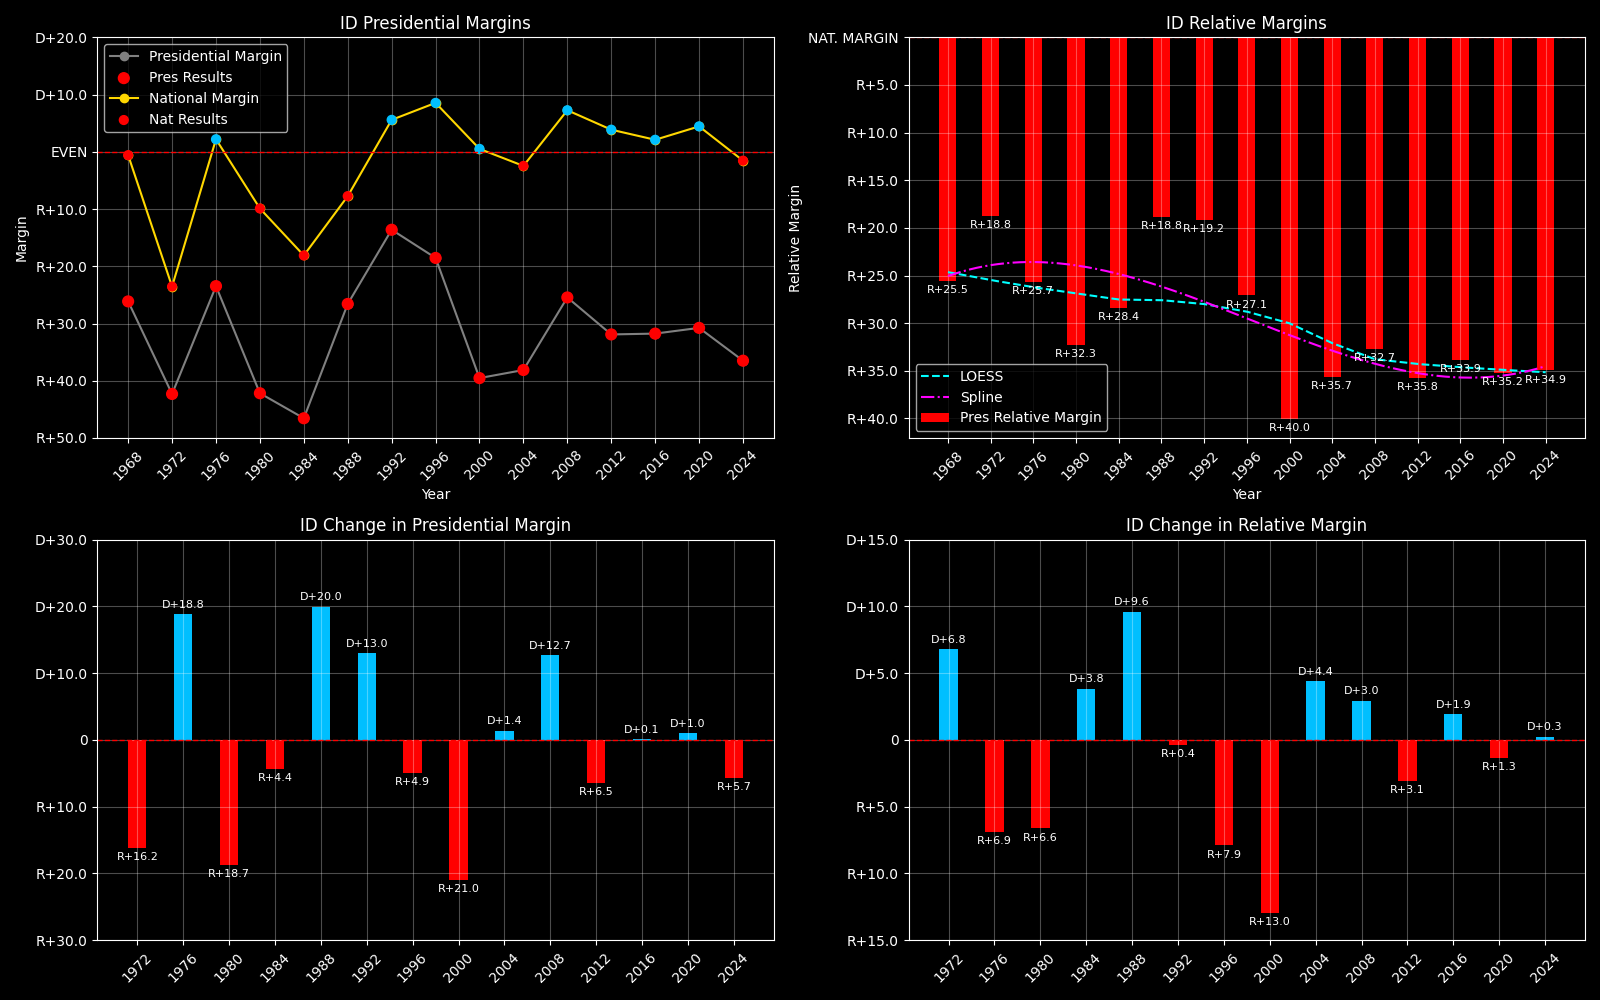 ID Presidential Margins
D+20.0
D+10.0
EVEN
R+10.0
R+20.0
R+30.0
R+40.0
R+50.0
Margin
Presidential Margin
Pres Results
National Margin
Nat Results
1968
1972
1976
1980
1984
1988
1992
1996
2000
2004
2008
2012
2016
2020
2024
Year
ID Relative Margins
NAT. MARGIN
R+5.0
R+10.0
R+15.0
R+20.0
R+25.0
R+30.0
R+35.0
R+40.0
Relative Margin
R+25.5
R+18.8
R+25.7
R+32.3
R+28.4
R+18.8
R+19.2
R+27.1
R+40.0
R+35.7
R+32.7
R+35.8
R+33.9
R+35.2
R+34.9
LOESS
Spline
Pres Relative Margin
1968
1972
1976
1980
1984
1988
1992
1996
2000
2004
2008
2012
2016
2020
2024
Year
ID Change in Presidential Margin
D+30.0
D+20.0
D+10.0
0
R+10.0
R+20.0
R+30.0
R+16.2
D+18.8
R+18.7
R+4.4
D+20.0
D+13.0
R+4.9
R+21.0
D+1.4
D+12.7
R+6.5
D+0.1
D+1.0
R+5.7
1972
1976
1980
1984
1988
1992
1996
2000
2004
2008
2012
2016
2020
2024
ID Change in Relative Margin
D+15.0
D+10.0
D+5.0
0
R+5.0
R+10.0
R+15.0
D+6.8
R+6.9
R+6.6
D+3.8
D+9.6
R+0.4
R+7.9
R+13.0
D+4.4
D+3.0
R+3.1
D+1.9
R+1.3
D+0.3
1972
1976
1980
1984
1988
1992
1996
2000
2004
2008
2012
2016
2020
2024